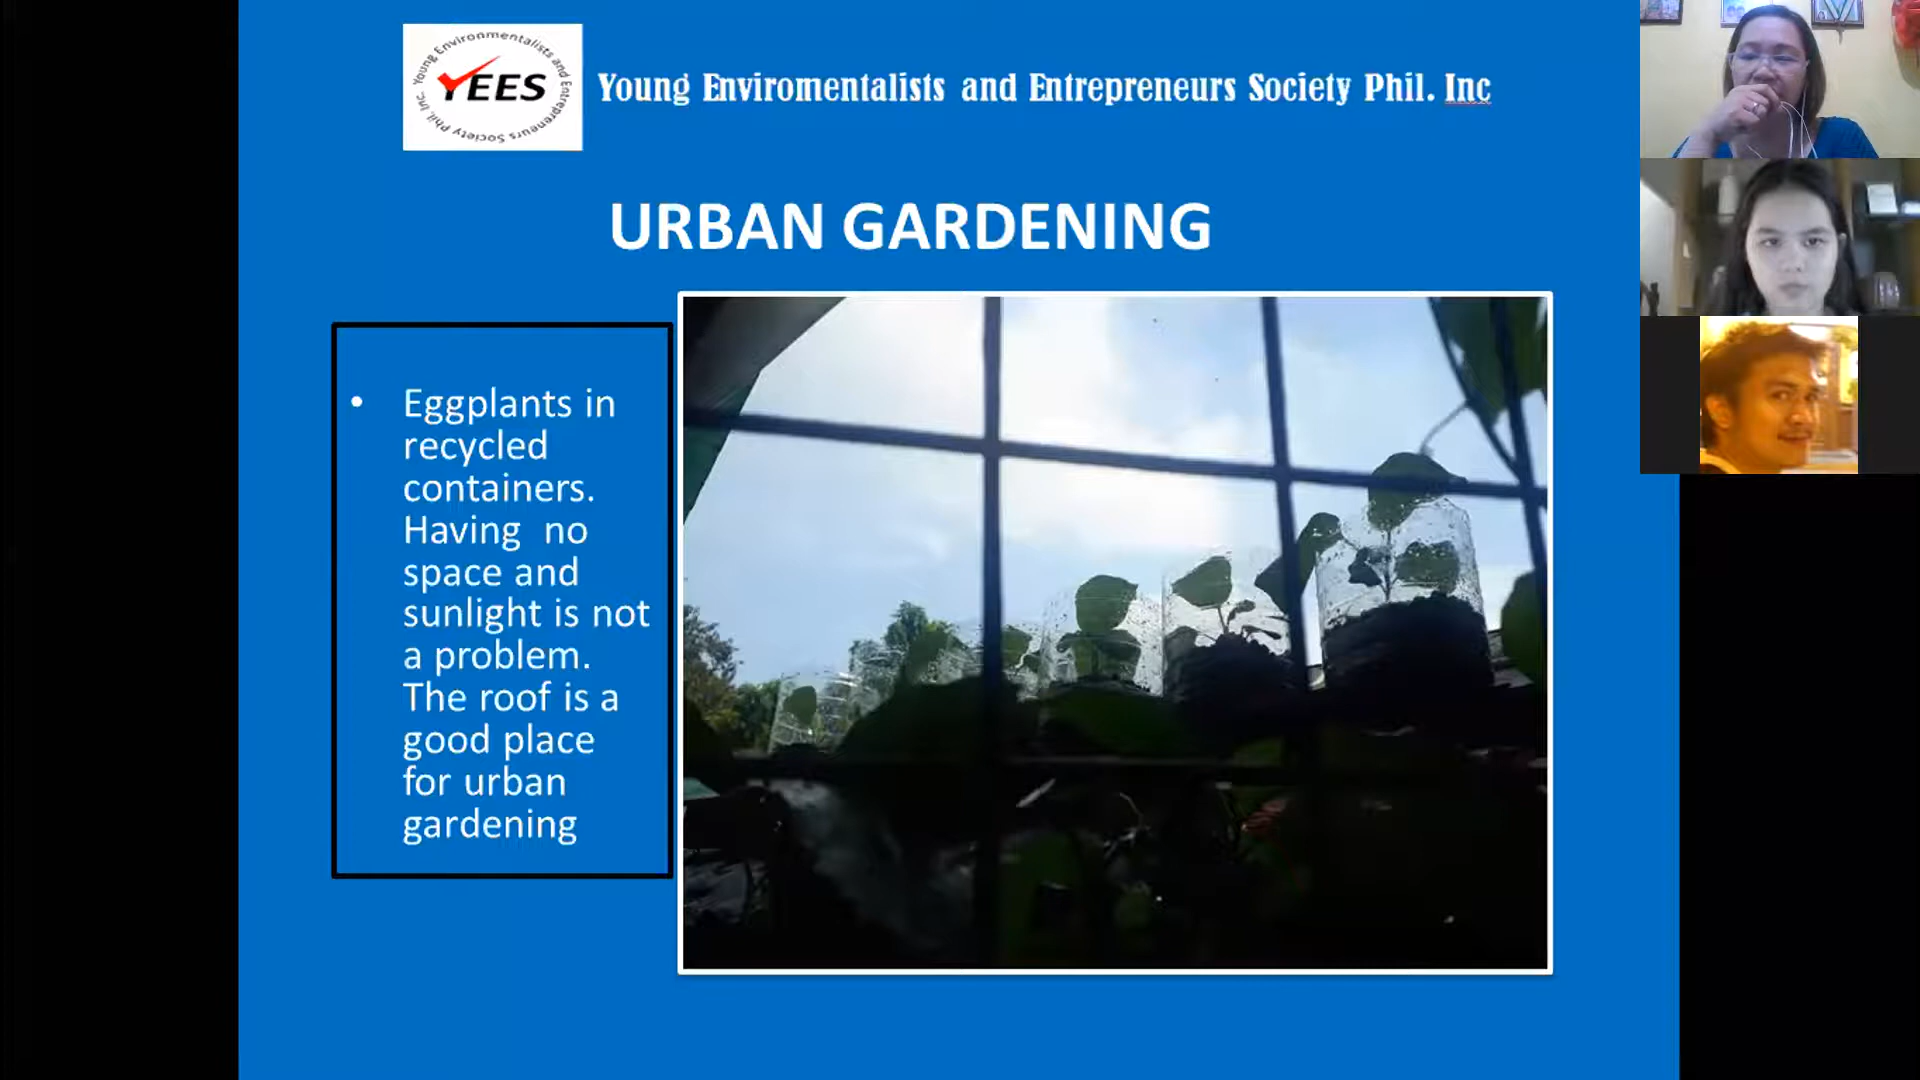 Young Environmentalists and Entrepreneurs Society Phil. Inc.
YEES
Young Enviromentalists and Entrepreneurs Society Phil. Inc
URBAN GARDENING
• Eggplants in
recycled
containers.
Having no
space and
sunlight is not
a problem.
The roof is a
good place
for urban
gardening